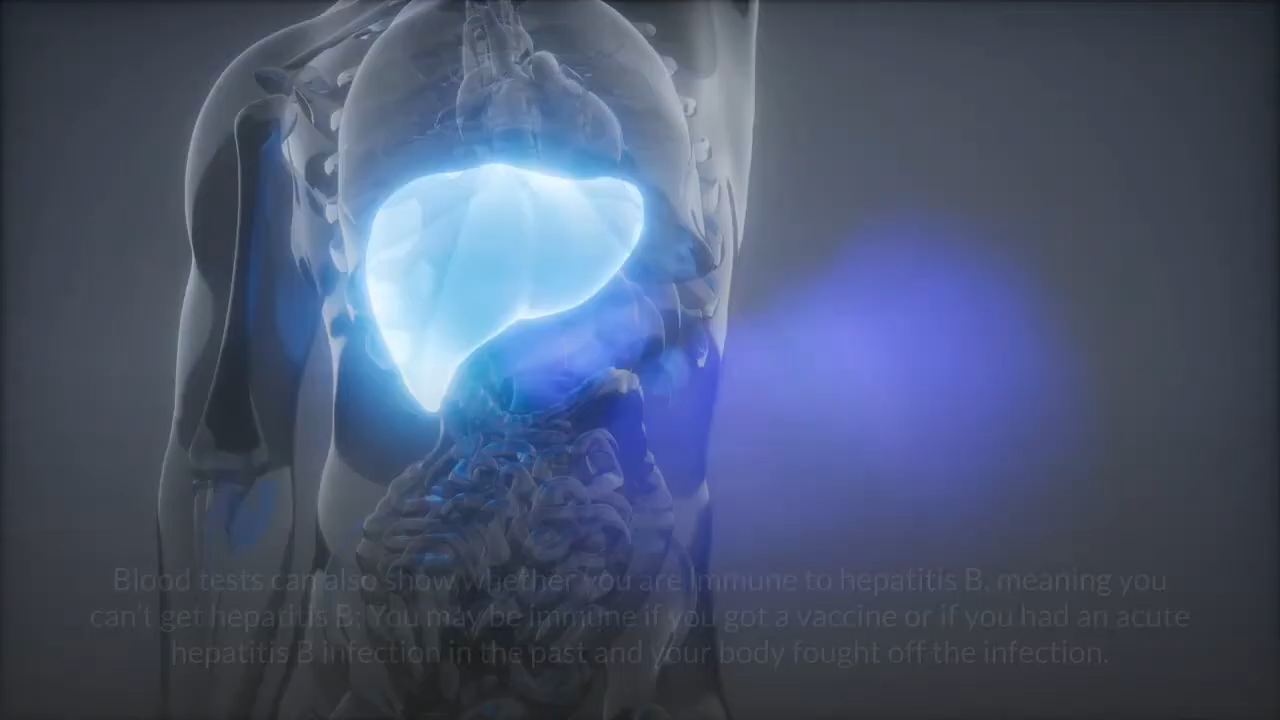 Blood tests can also show whether you are immune to hepatitis B, meaning you
can't get hepatitis B. You may be immune if you got a vaccine or if you had an acute
hepatitis B infection in the past and your body fought off the infection.